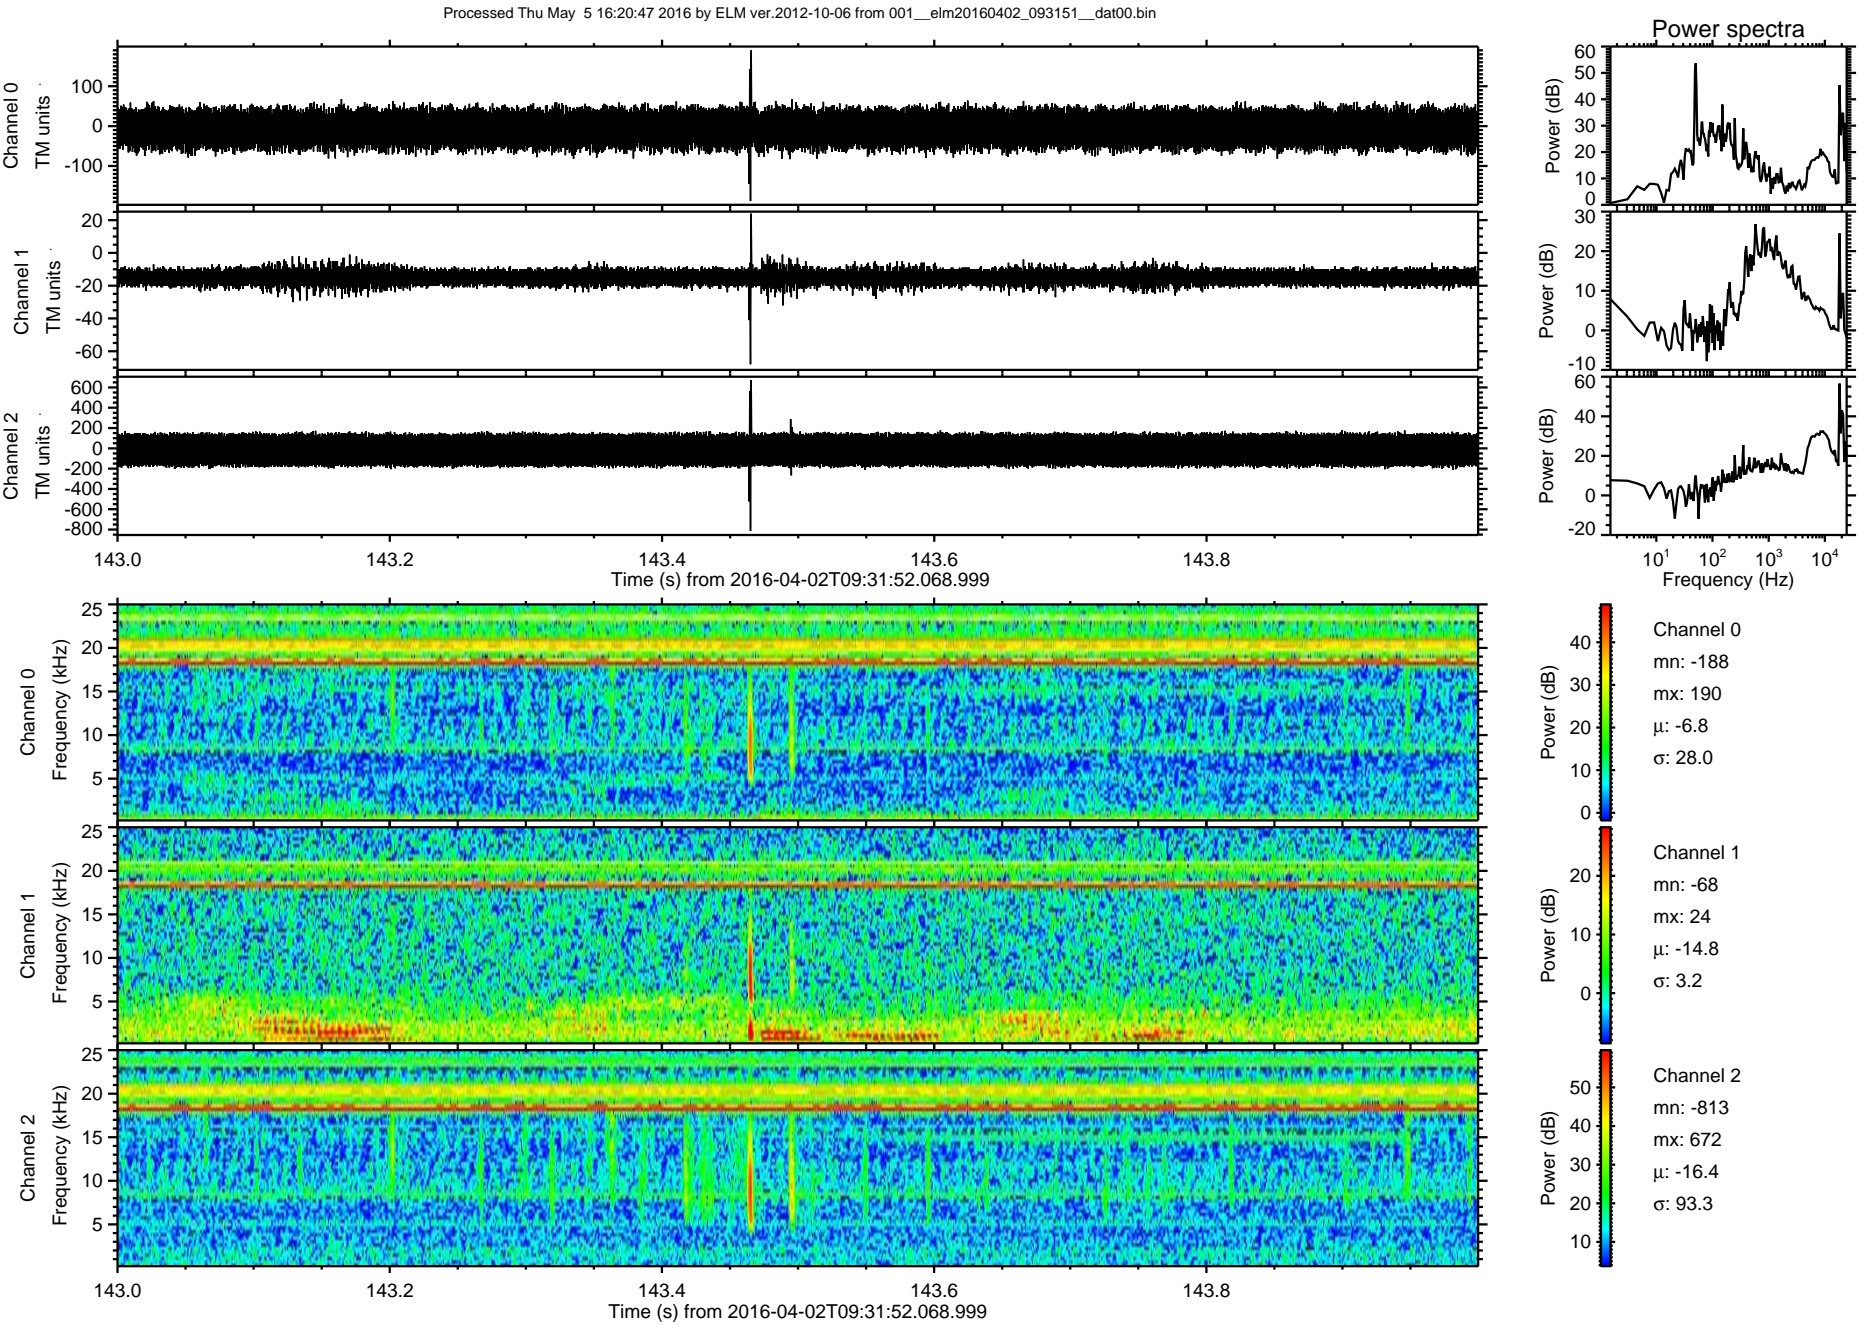 Processed Thu May  5 16:20:47 2016 by ELM ver.2012-10-06 from 001__elm20160402_093151__dat00.bin
Power spectra
Channel 0
TM units
100
0
-100
Power (dB)
60
50
40
30
20
10
0
Channel 1
TM units
20
0
-20
-40
-60
Power (dB)
30
20
10
0
-10
Channel 2
TM units
600
400
200
0
-200
-400
-600
-800
Power (dB)
60
40
20
0
-20
143.0 143.2 143.4 143.6 143.8
Time (s) from 2016-04-02T09:31:52.068.999
10^1 10^2 10^3 10^4
Frequency (Hz)
Channel 0
Frequency (kHz)
25
20
15
10
5
Power (dB)
40
30
20
10
0
Channel 0
mn: -188
mx: 190
μ: -6.8
σ: 28.0
Channel 1
Frequency (kHz)
25
20
15
10
5
Power (dB)
20
10
0
Channel 1
mn: -68
mx: 24
μ: -14.8
σ: 3.2
Channel 2
Frequency (kHz)
25
20
15
10
5
Power (dB)
50
40
30
20
10
Channel 2
mn: -813
mx: 672
μ: -16.4
σ: 93.3
143.0 143.2 143.4 143.6 143.8
Time (s) from 2016-04-02T09:31:52.068.999